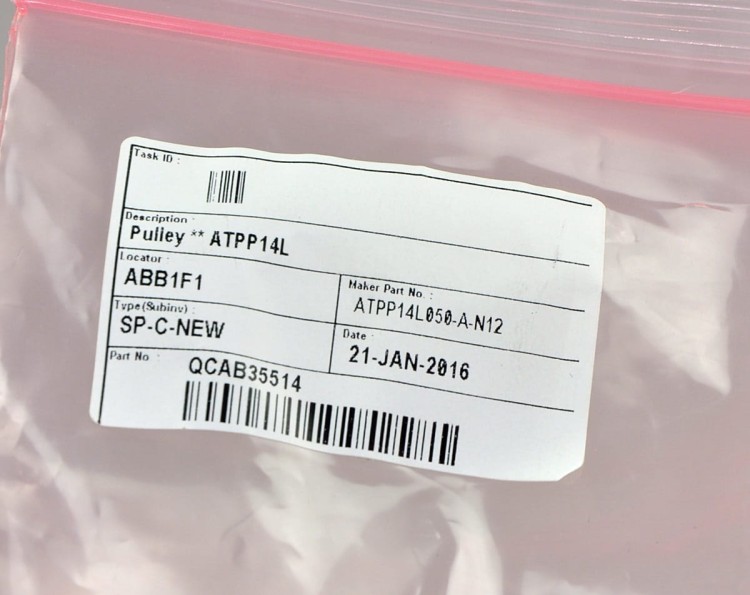 Task ID :
Description :
Pulley ** ATPP14L
Locator :
ABB1F1
Maker Part No. :
ATPP14L050-A-N12
Type(Subinv) :
SP-C-NEW
Date :
21-JAN-2016
Part No :
QCAB35514